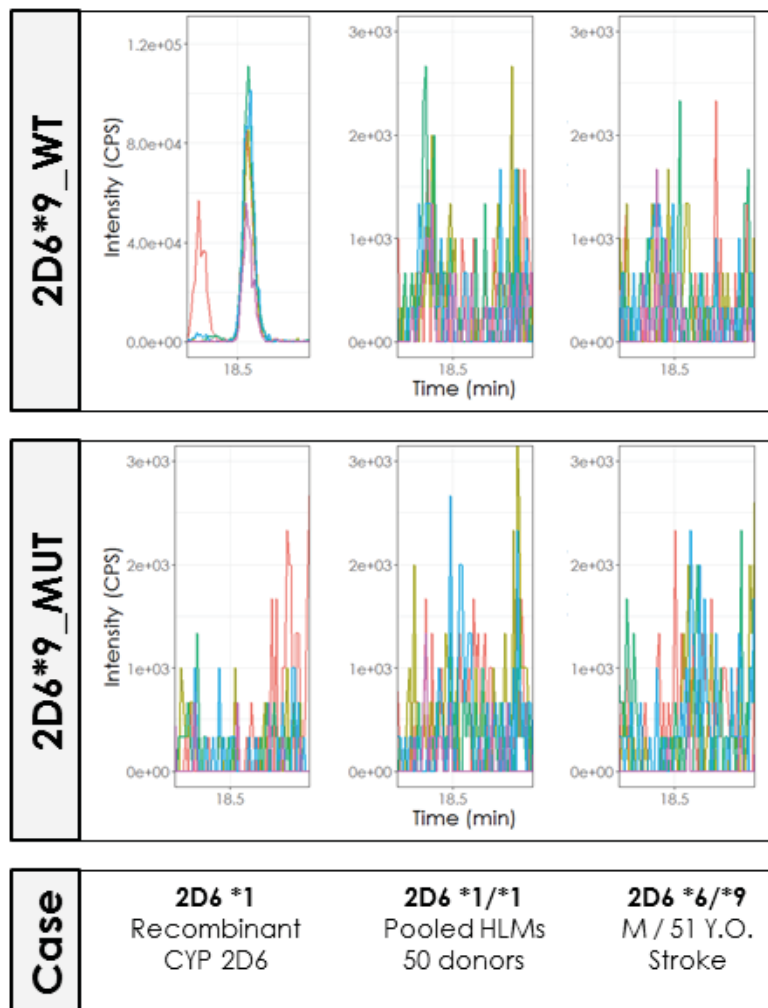 2D6*9_WT
Intensity (CPS)
1.2e+05
8.0e+04
4.0e+04
0.0e+00
18.5
3e+03
2e+03
1e+03
0e+00
18.5
3e+03
2e+03
1e+03
0e+00
18.5
Time (min)
2D6*9_MUT
Intensity (CPS)
3e+03
2e+03
1e+03
0e+00
18.5
3e+03
2e+03
1e+03
0e+00
18.5
3e+03
2e+03
1e+03
0e+00
18.5
Time (min)
Case
2D6 *1
Recombinant
CYP 2D6
2D6 *1/*1
Pooled HLMs
50 donors
2D6 *6/*9
M / 51 Y.O.
Stroke